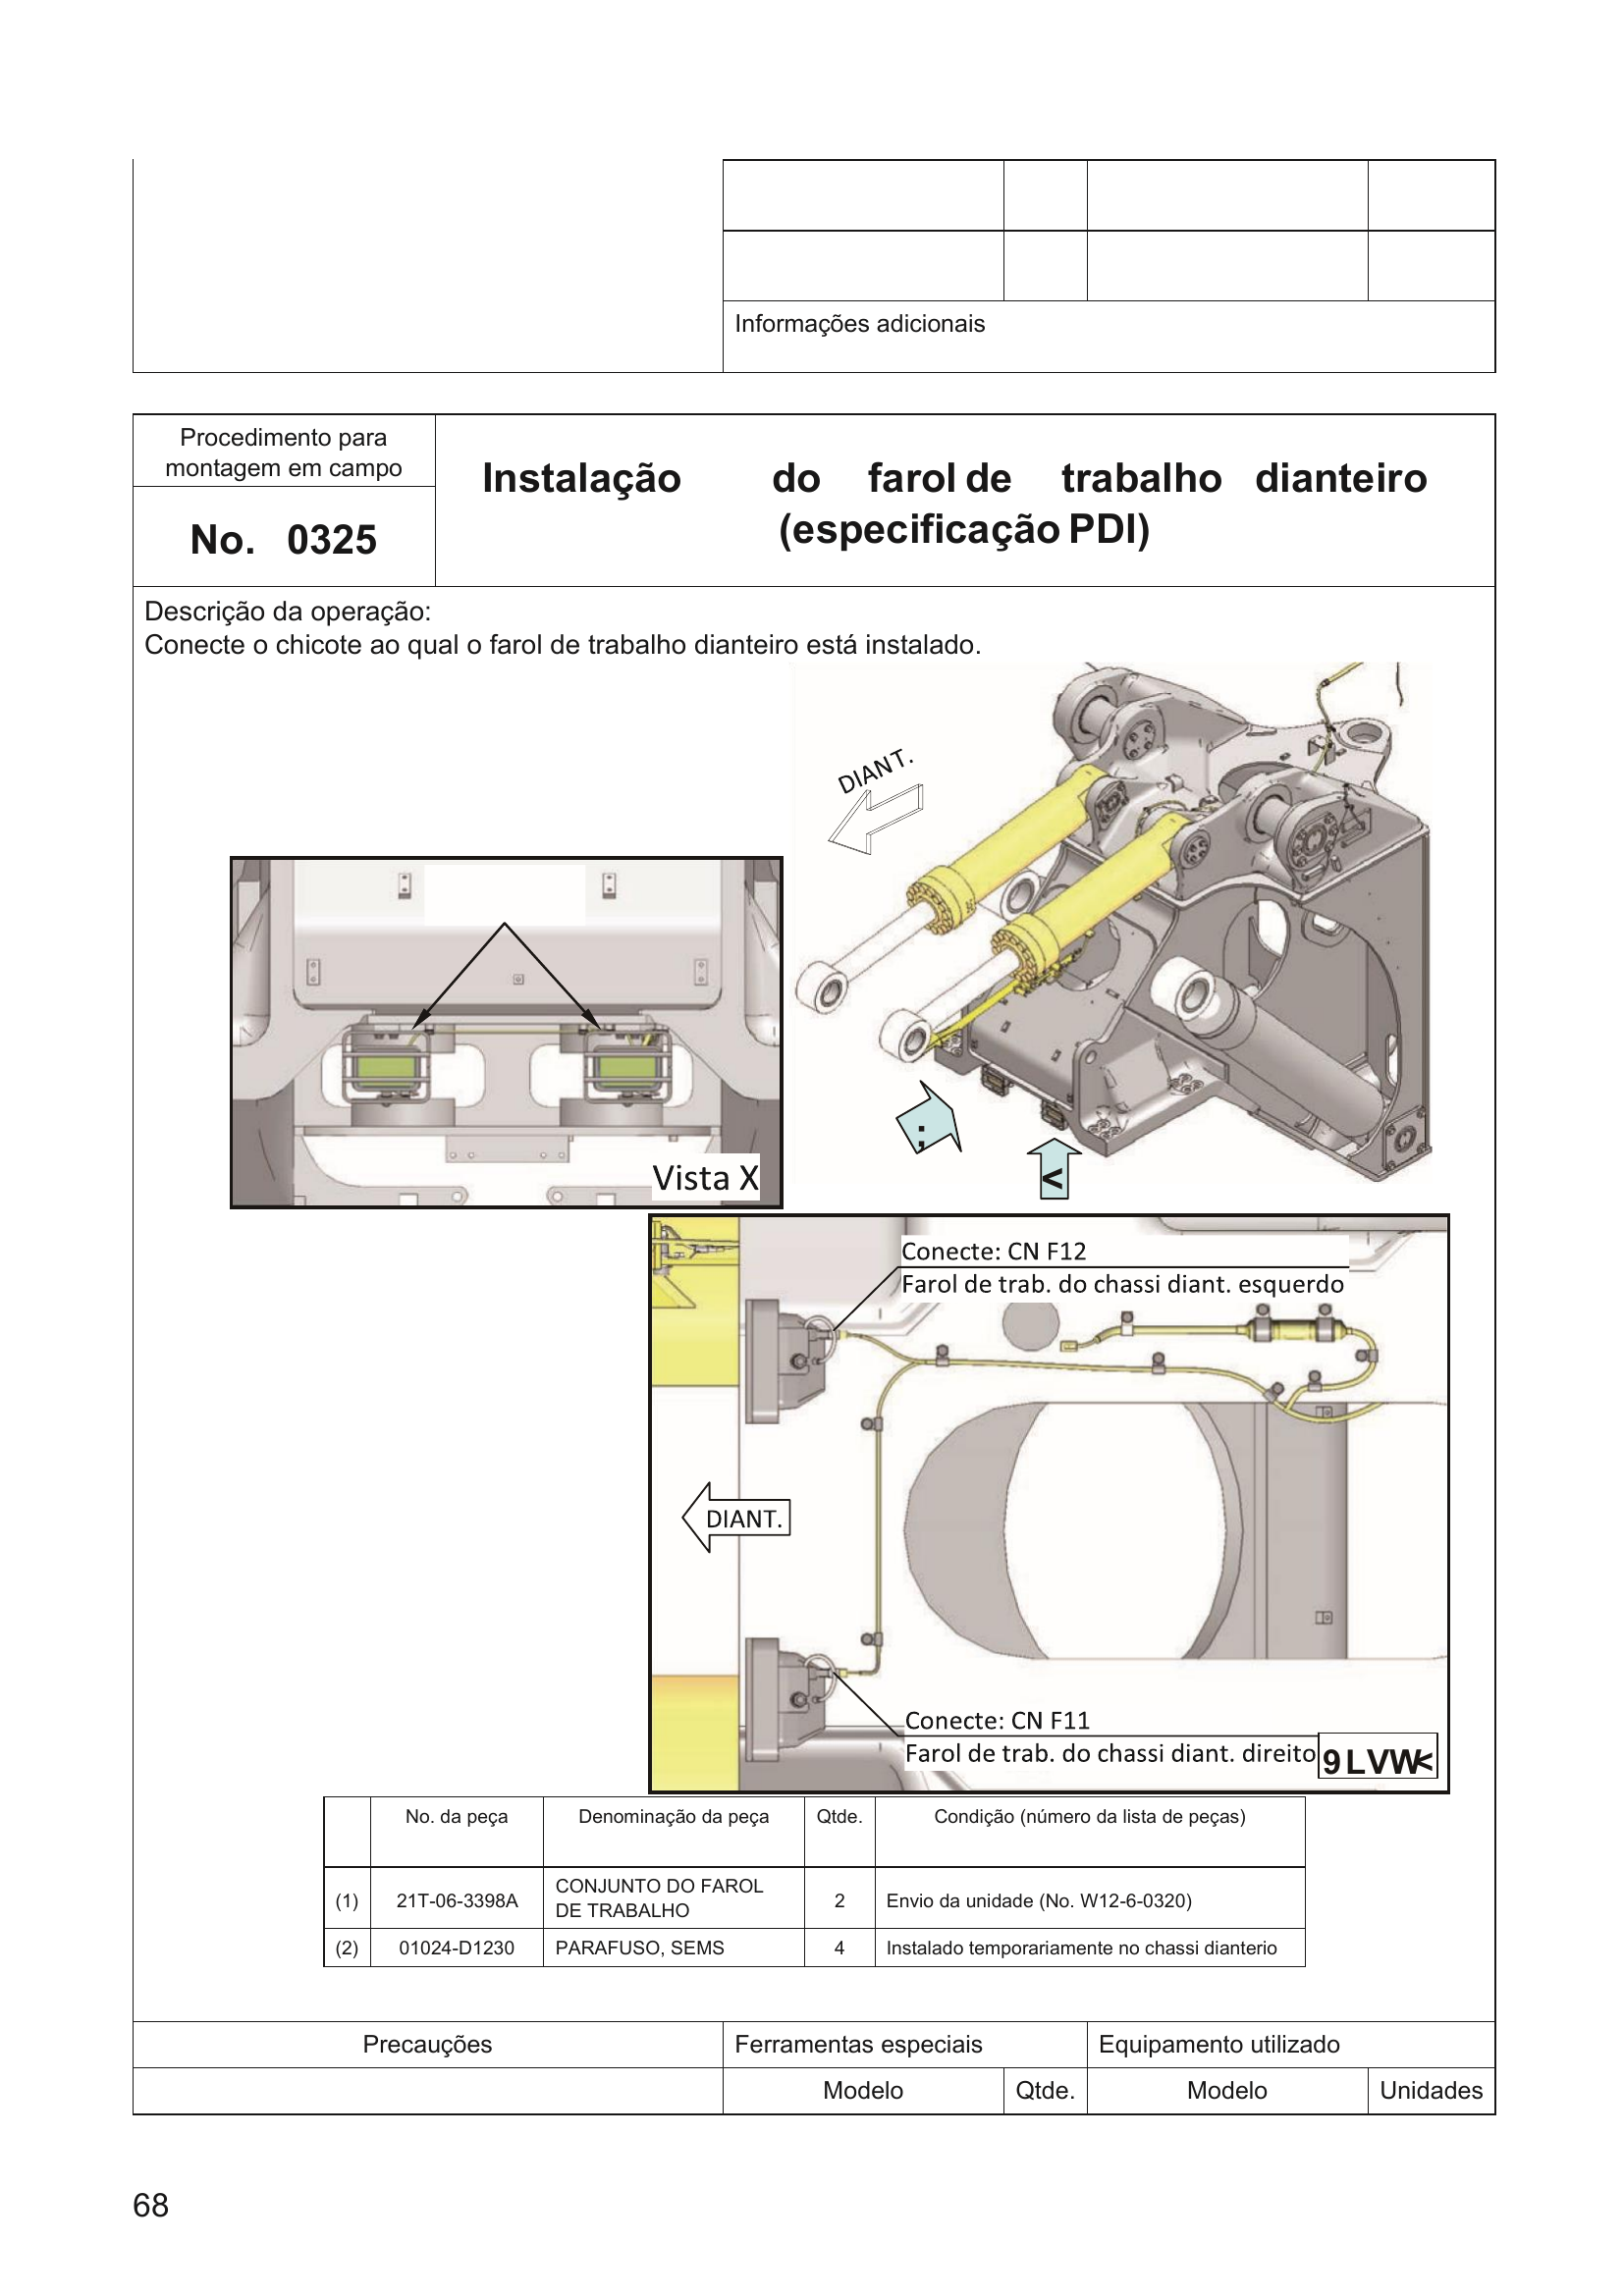 Informações adicionais
Procedimento para
montagem em campo
No. 0325
Instalação do farol de trabalho dianteiro
(especificação PDI)
Descrição da operação:
Conecte o chicote ao qual o farol de trabalho dianteiro está instalado.
DIANT.
Vista X
:
<
Conecte: CN F12
Farol de trab. do chassi diant. esquerdo
DIANT.
Conecte: CN F11
Farol de trab. do chassi diant. direito
9LVW<
No. da peça Denominação da peça Qtde. Condição (número da lista de peças)
(1) 21T-06-3398A CONJUNTO DO FAROL DE TRABALHO 2 Envio da unidade (No. W12-6-0320)
(2) 01024-D1230 PARAFUSO, SEMS 4 Instalado temporariamente no chassi dianterio
Precauções Ferramentas especiais Equipamento utilizado
Modelo Qtde. Modelo Unidades
68